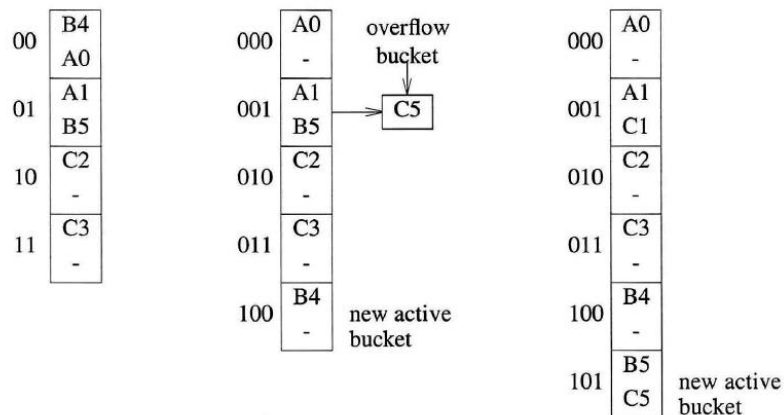 00 B4
A0
01 A1
B5
10 C2
-
11 C3
-
000 A0
-
001 A1
B5
010 C2
-
011 C3
-
100 B4
-
overflow
bucket
C5
new active
bucket
000 A0
-
001 A1
C1
010 C2
-
011 C3
-
100 B4
-
101 B5
C5
new active
bucket